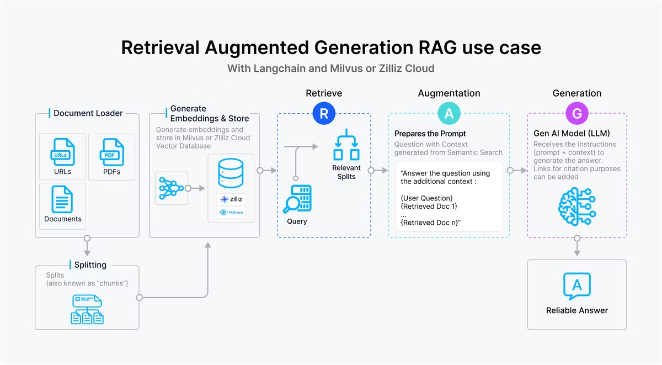 Retrieval Augmented Generation RAG use case
With Langchain and Milvus or Zilliz Cloud
Document Loader
URLs
URLs
PDF
PDFs
Documents
Splitting
Splits
(also known as "chunks")
Generate
Embeddings & Store
Generate embeddings and
store in Milvus or Zilliz Cloud
Vector Database
zilliz
Milvus
Retrieve
R
Relevant
Splits
Query
Augmentation
A
Prepares the Prompt
Question with Context
generated from Semantic Search
"Answer the question using
the additional context :
{User Question}
{Retrieved Doc 1}
...
{Retrieved Doc n}"
Generation
G
Gen AI Model (LLM)
Receives the instructions
(prompt + context) to
generate the answer.
Links for citation purposes
can be added
A
Reliable Answer